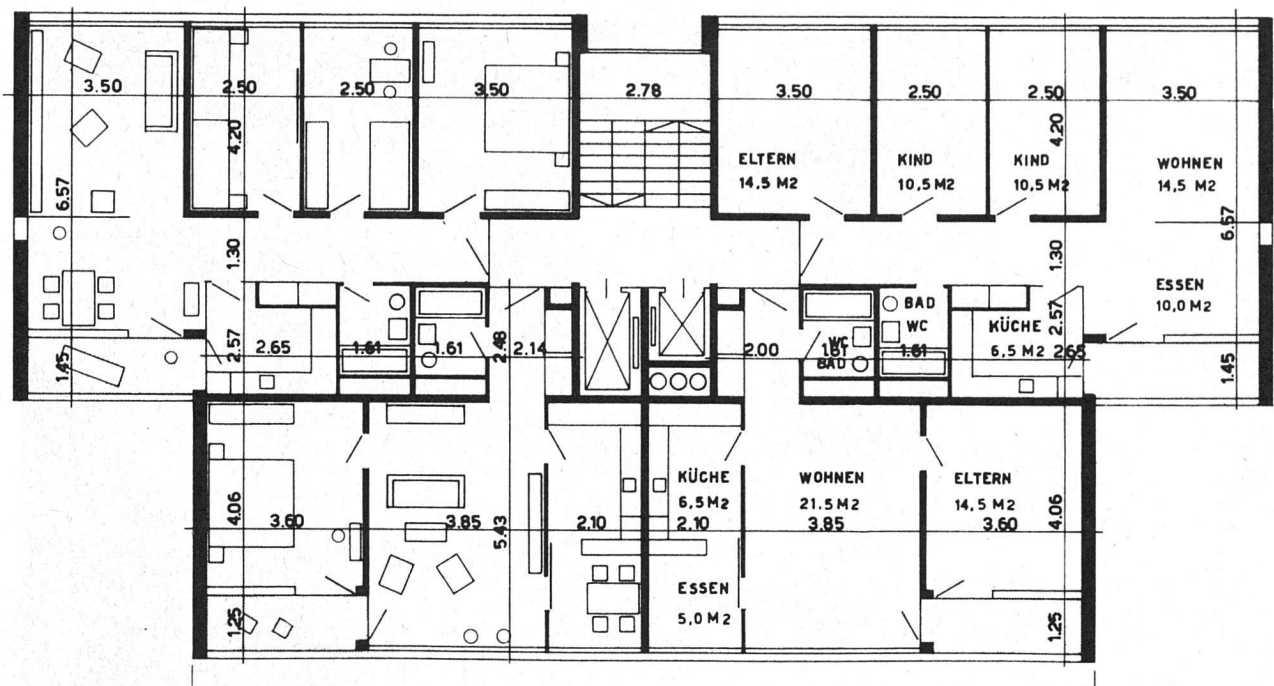 3.50 2.50 2.50 3.50 2.78 3.50 2.50 2.50 3.50
4.20 4.20
ELTERN KIND KIND WOHNEN
14,5 M2 10,5 M2 10,5 M2 14,5 M2
6.57 6.57
1.30 1.30
ESSEN
10,0 M2
BAD
WC KÜCHE
6,5 M2
WC
BAD
2.57 2.48 2.57
1.45 2.65 1.61 1.61 2.14 2.00 1.61 1.61 2.65 1.45
KÜCHE WOHNEN ELTERN
6,5 M2 21.5 M2 14,5 M2
4.06 4.06
3.60 3.85 5.43 2.10 2.10 3.85 3.60
ESSEN
5,0 M2
1.25 1.25